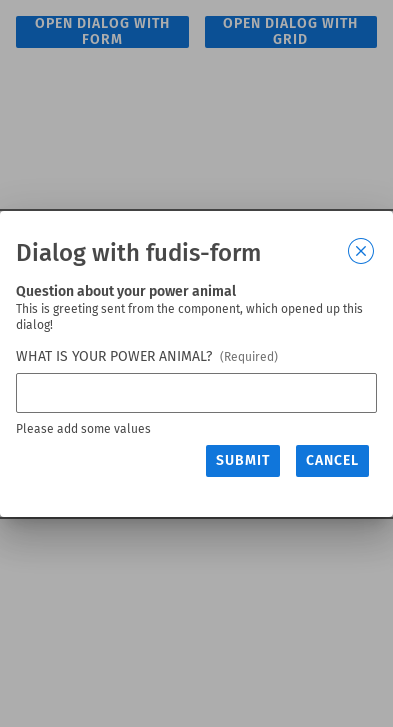 OPEN DIALOG WITH
FORM
OPEN DIALOG WITH
GRID
Dialog with fudis-form
Question about your power animal
This is greeting sent from the component, which opened up this
dialog!
WHAT IS YOUR POWER ANIMAL? (Required)
Please add some values
SUBMIT
CANCEL